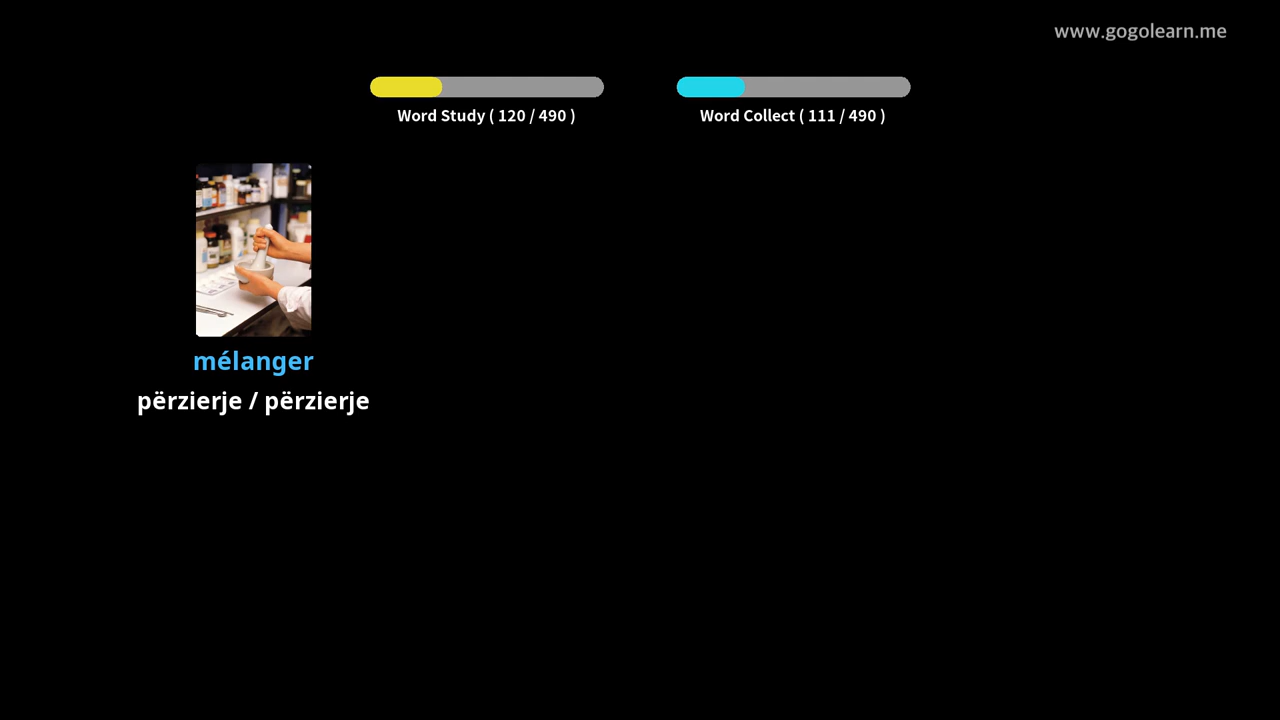 www.gogolearn.me
Word Study ( 120 / 490 )
Word Collect ( 111 / 490 )
mélanger
përzierje / përzierje